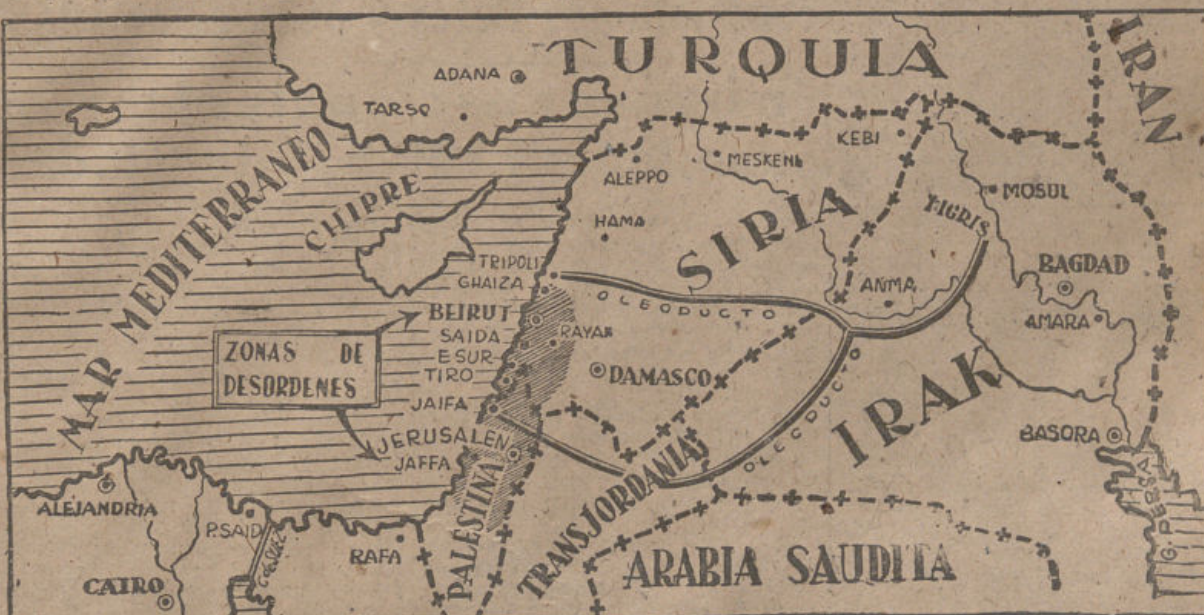 TURQUIA
IRAN
ADANA
TARSO
KEBI
MESKENE
ALEPPO
MOSUL
MAR MEDITERRANEO
CHIPRE
HAMA
SIRIA
TIGRIS
TRIPOLI
GHAIZA
BAGDAD
ANMA
OLEODUCTO
BEIRUT
RAYAK
AMARA
SAIDA
ESUR
TIRO
ZONAS DE
DESORDENES
DAMASCO
JAIFA
IRAK
OLEODUCTO
JERUSALEN
JAFFA
BASORA
PALESTINA
TRANSJORDANIA
G. PERSA
ALEJANDRIA
P.SAID
C.SUEZ
RAFA
CAIRO
ARABIA SAUDITA